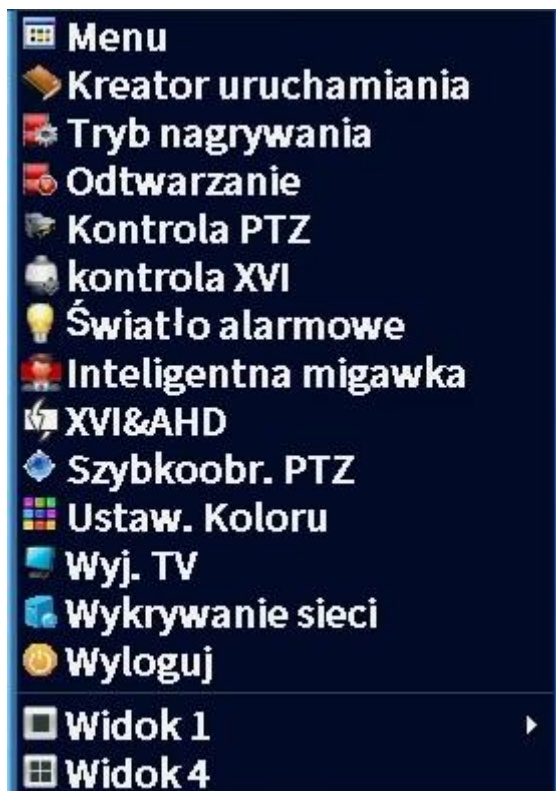 Menu
Kreator uruchamiania
Tryb nagrywania
Odtwarzanie
Kontrola PTZ
kontrola XVI
Światło alarmowe
Inteligentna migawka
XVI&AHD
Szybkoobr. PTZ
Ustaw. Koloru
Wyj. TV
Wykrywanie sieci
Wyloguj
Widok 1
Widok 4